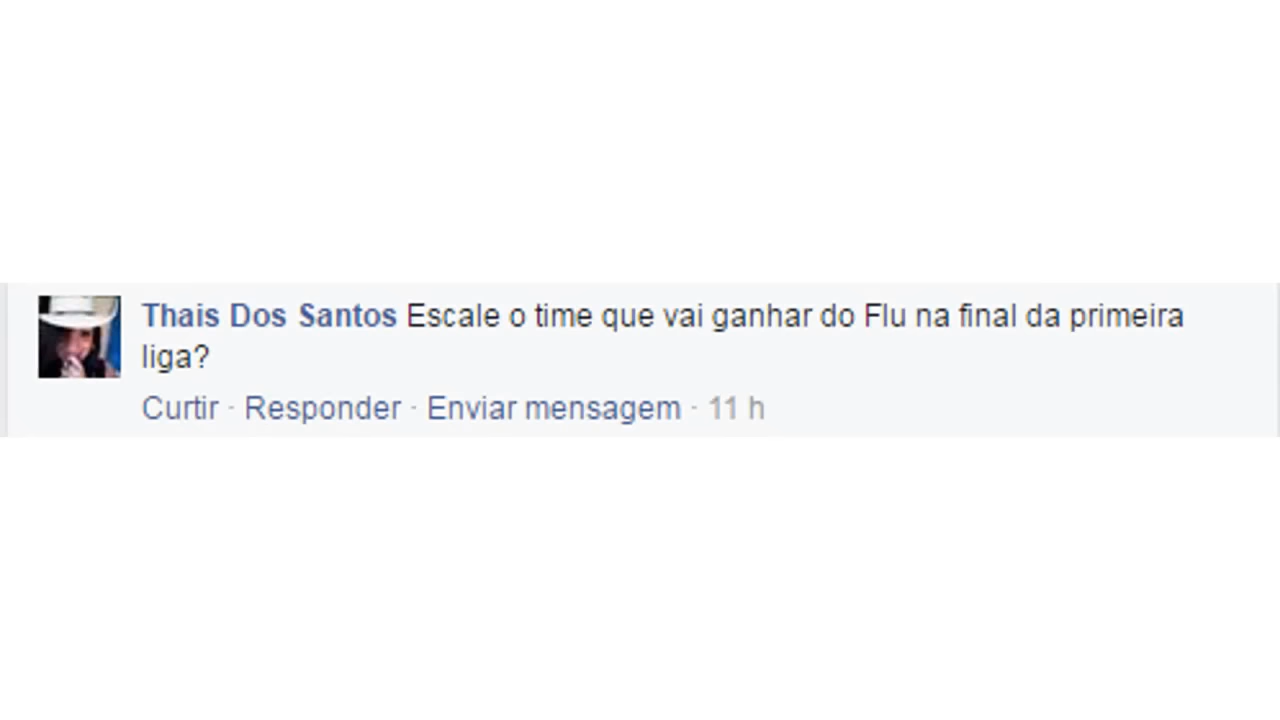 Thais Dos Santos Escale o time que vai ganhar do Flu na final da primeira
liga?
Curtir · Responder · Enviar mensagem · 11 h